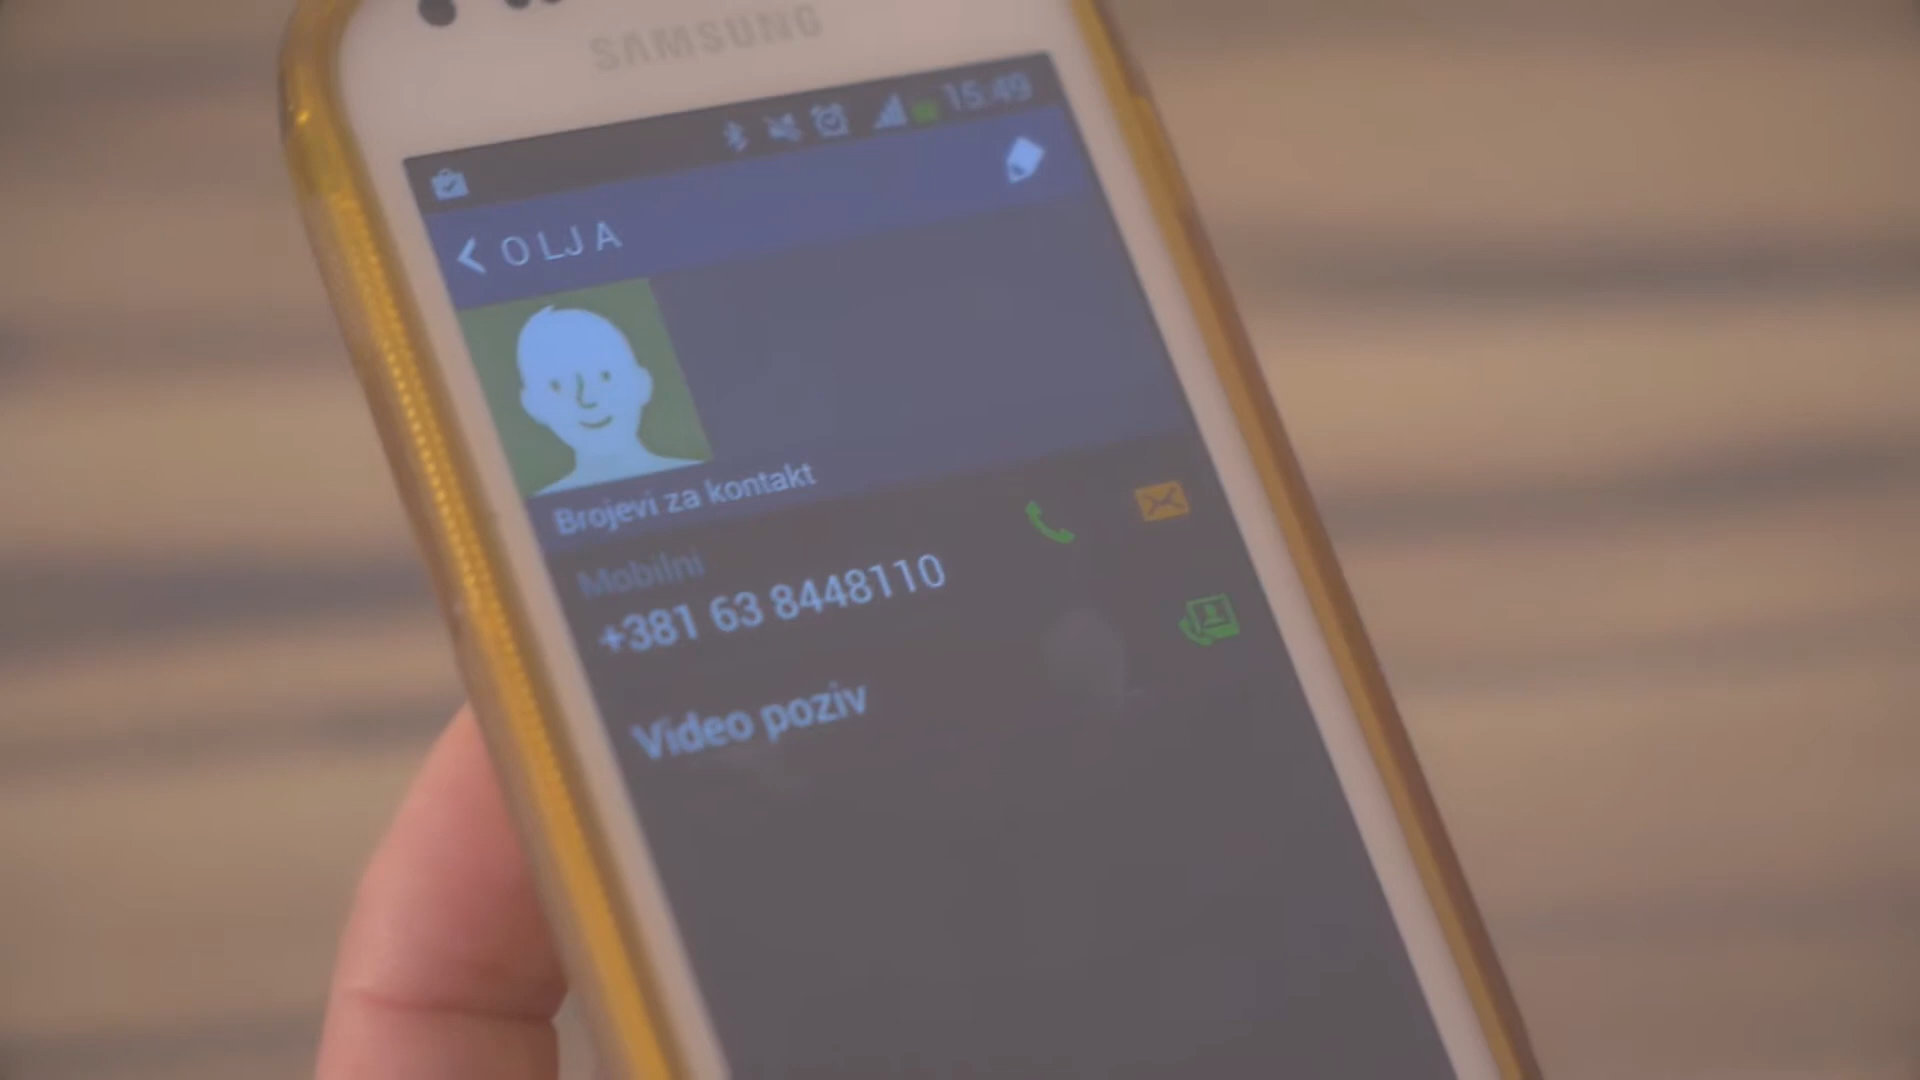 SAMSUNG
15:49
OLJA
Brojevi za kontakt
Mobilni
+381 63 8448110
Video poziv